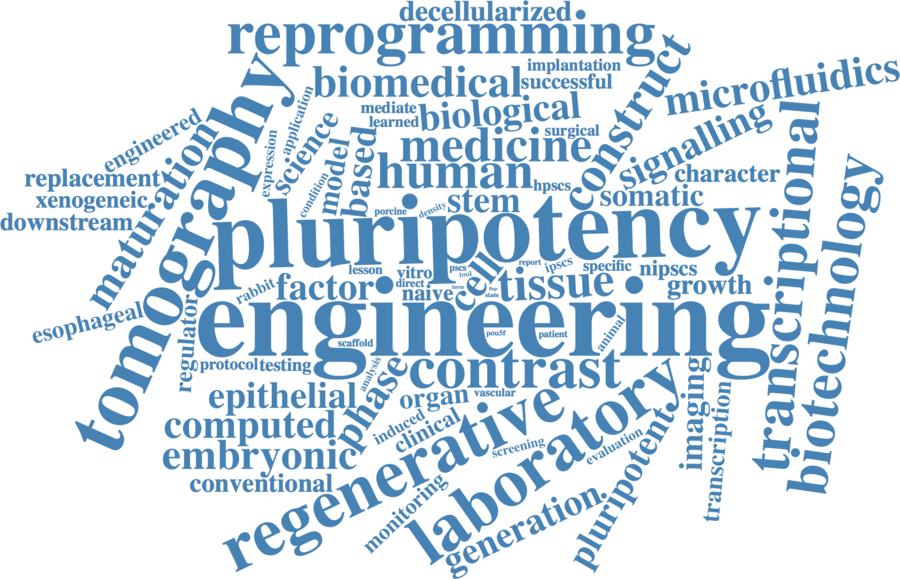 decellularized
reprogramming
implantation
biomedical
successful
construct
microfluidics
mediate
application
biological
learned
engineered
tomography
science
surgical
signalling
transcriptional
expression
model
based
medicine
human
character
replacement
maturation
condition
hpscs
stem
somatic
biotechnology
xenogeneic
porcine
density
downstream
pluripotency
cell
report
ipscs
specific
nipscs
lesson
vitro
pscs
tool
direct
tissue
growth
rabbit
factor
naive
term
flap
state
esophageal
regulator
engineering
pou5f
patient
animal
scaffold
protocol
testing
analysis
phase
contrast
epithelial
organ
vascular
imaging
transcription
computed
induced
clinical
regenerative
laboratory
pluripotent
embryonic
screening
evaluation
conventional
monitoring
generation